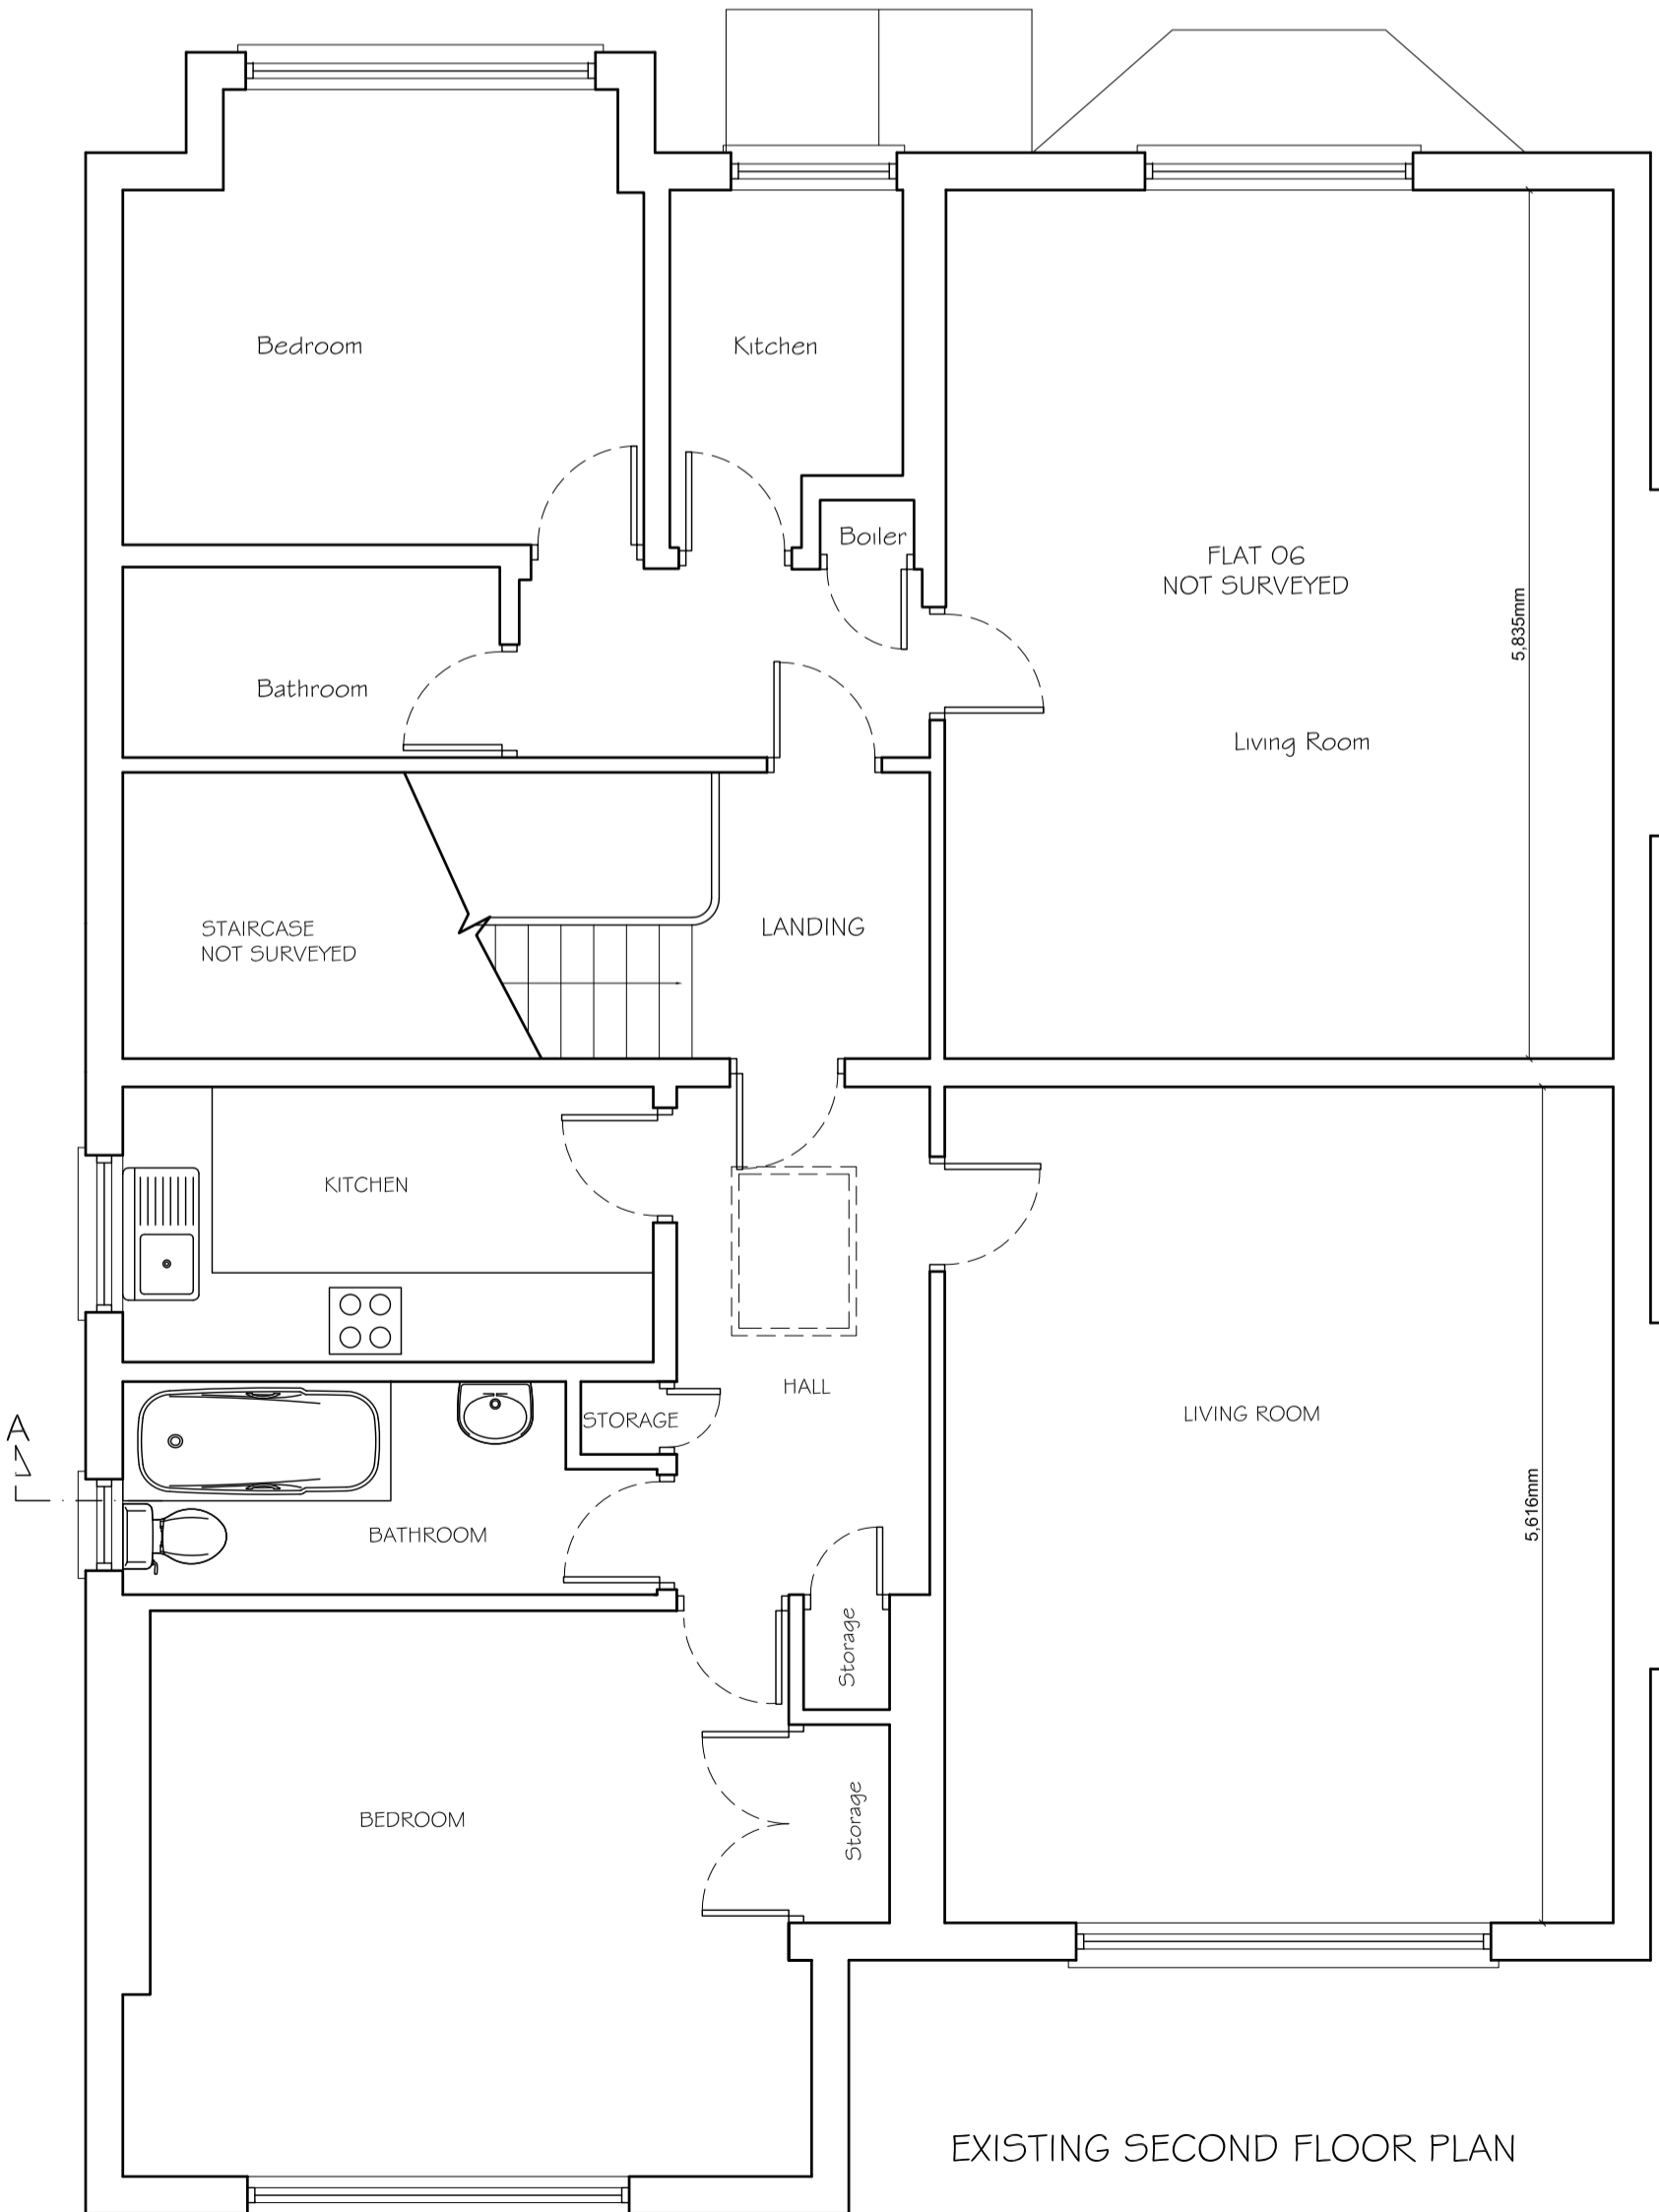 Bedroom
Kitchen
Boiler
FLAT 06
NOT SURVEYED
5,835mm
Bathroom
Living Room
STAIRCASE
NOT SURVEYED
LANDING
KITCHEN
HALL
STORAGE
LIVING ROOM
A
BATHROOM
5,616mm
Storage
BEDROOM
Storage
EXISTING SECOND FLOOR PLAN